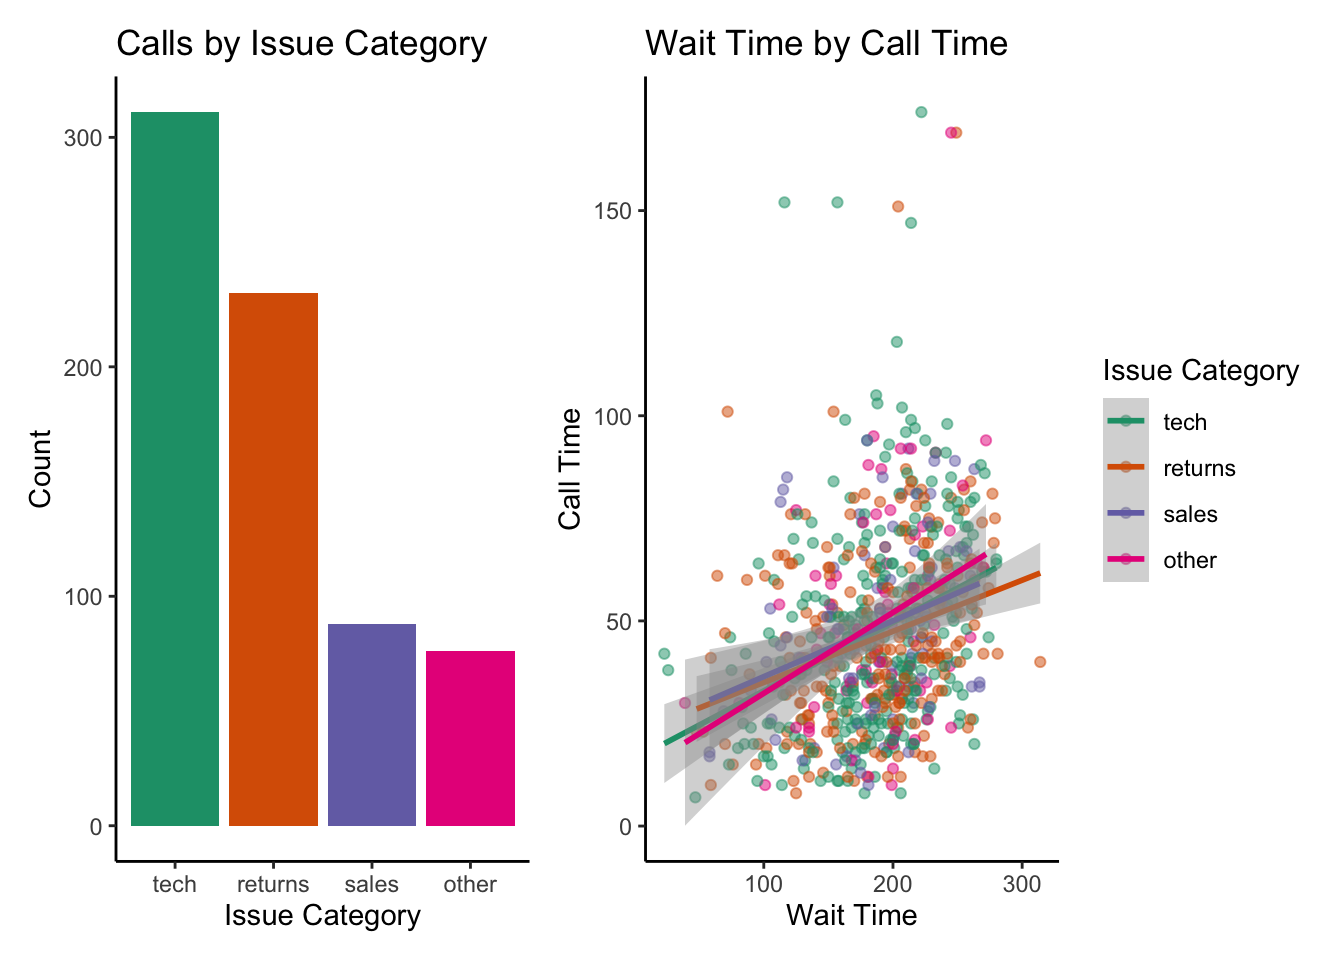 Calls by Issue Category
Count
300
200
100
0
tech returns sales other
Issue Category
Wait Time by Call Time
Call Time
150
100
50
0
100 200 300
Wait Time
Issue Category
tech
returns
sales
other